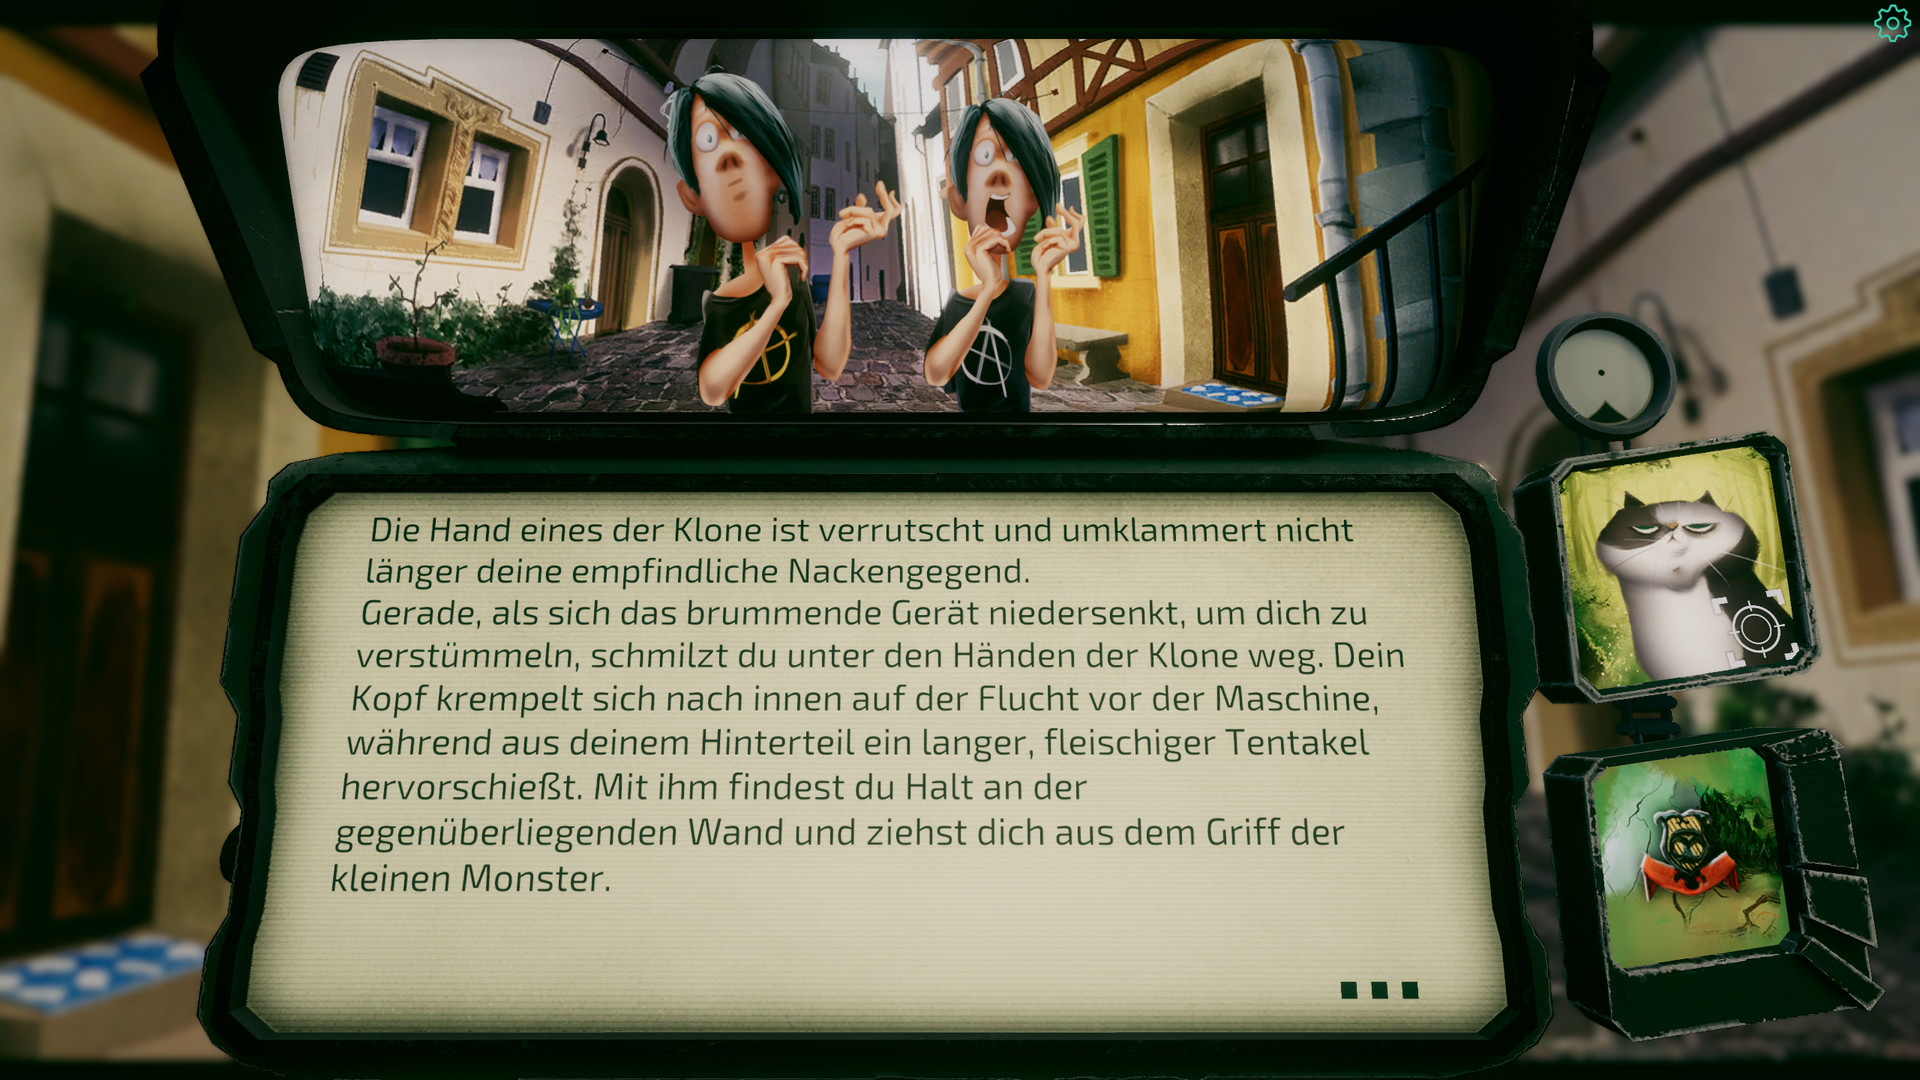 Die Hand eines der Klone ist verrutscht und umklammert nicht
länger deine empfindliche Nackengegend.
Gerade, als sich das brummende Gerät niedersenkt, um dich zu
verstümmeln, schmilzt du unter den Händen der Klone weg. Dein
Kopf krempelt sich nach innen auf der Flucht vor der Maschine,
während aus deinem Hinterteil ein langer, fleischiger Tentakel
hervorschießt. Mit ihm findest du Halt an der
gegenüberliegenden Wand und ziehst dich aus dem Griff der
kleinen Monster.